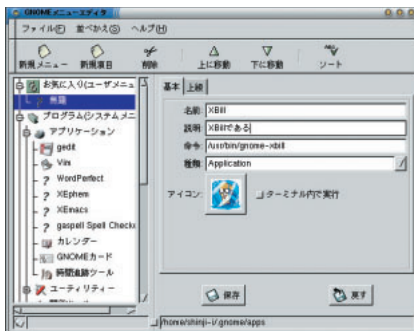 GNOMEメニューエディタ
ファイル(F) 並べかえ(S) ヘルプ(H)
新規メニュー 新規項目 削除 上に移動 下に移動 ソート
お気に入り(ユーザメニュ
無題
プログラム(システムメニ
アプリケーション
gedit
Vim
WordPerfect
XEphem
XEmacs
gaspell Spell Checke
カレンダー
GNOMEカード
時間追跡ツール
ユーティリティー
基本 上級
名前: XBill
説明: XBillである
命令: /usr/bin/gnome-xbill
種類: Application
アイコン: ターミナル内で実行
保存 戻す
/home/shinji-i/.gnome/apps